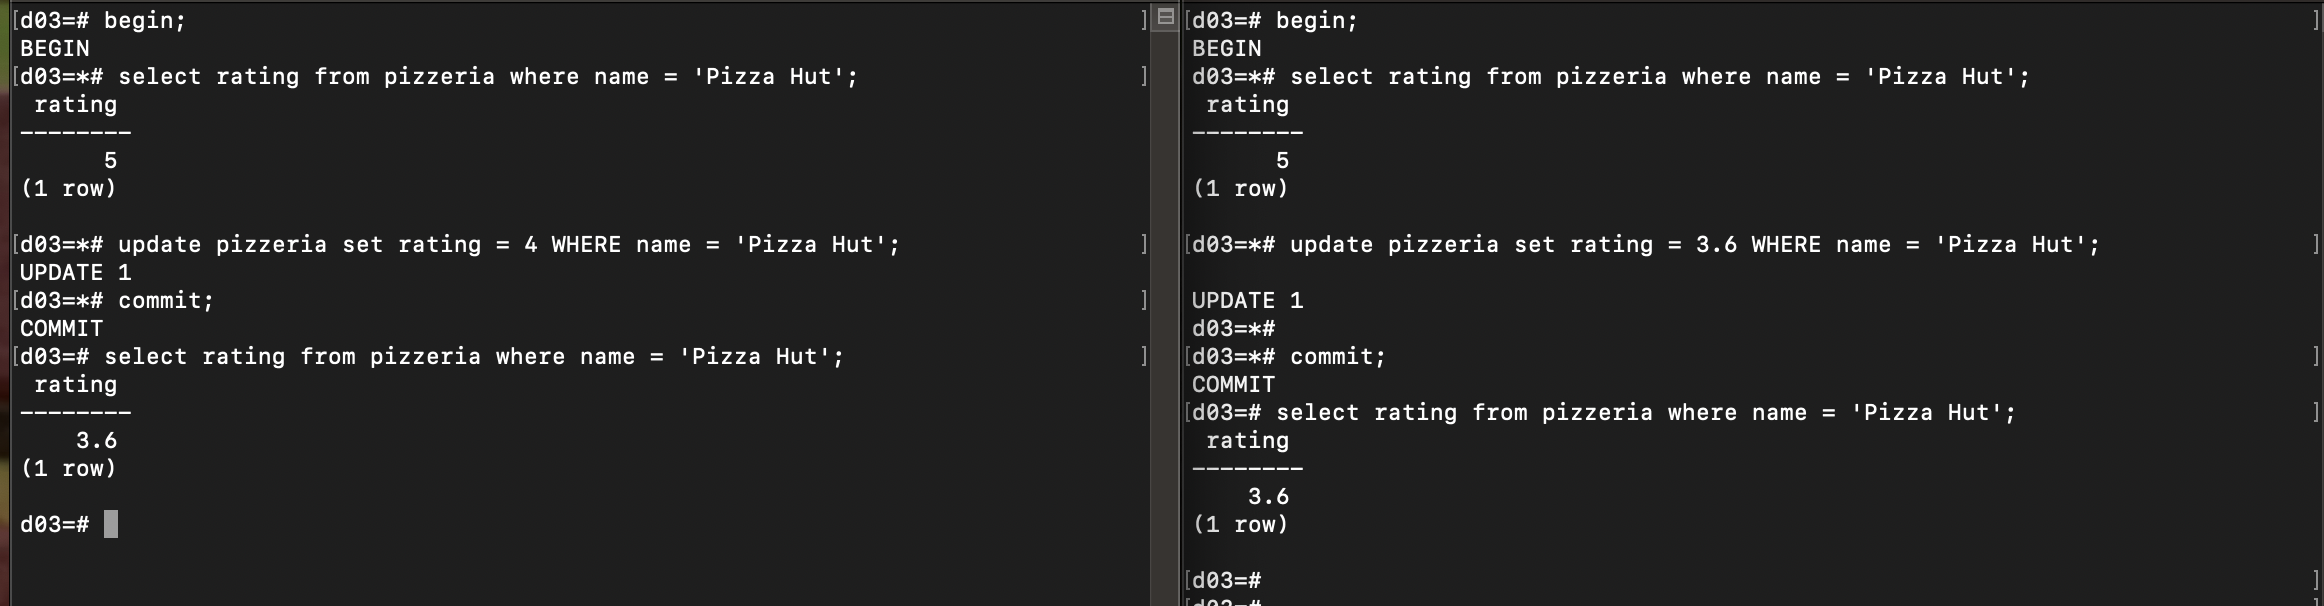 [d03=# begin; ]
BEGIN
[d03=*# select rating from pizzeria where name = 'Pizza Hut'; ]
 rating
--------
      5
(1 row)

[d03=*# update pizzeria set rating = 4 WHERE name = 'Pizza Hut'; ]
UPDATE 1
[d03=*# commit; ]
COMMIT
[d03=# select rating from pizzeria where name = 'Pizza Hut'; ]
 rating
--------
    3.6
(1 row)

d03=#
[d03=# begin; ]
BEGIN
d03=*# select rating from pizzeria where name = 'Pizza Hut';
 rating
--------
      5
(1 row)

[d03=*# update pizzeria set rating = 3.6 WHERE name = 'Pizza Hut'; ]

UPDATE 1
d03=*#
[d03=*# commit; ]
COMMIT
[d03=# select rating from pizzeria where name = 'Pizza Hut'; ]
 rating
--------
    3.6
(1 row)

[d03=# ]